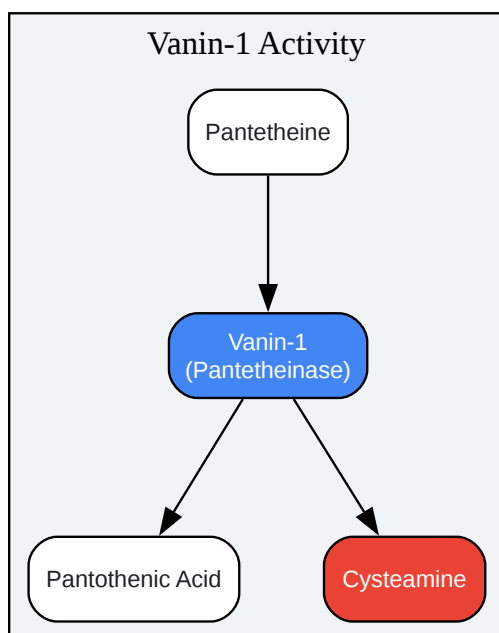 Vanin-1 Activity
Pantetheine
Vanin-1
(Pantetheinase)
Pantothenic Acid
Cysteamine